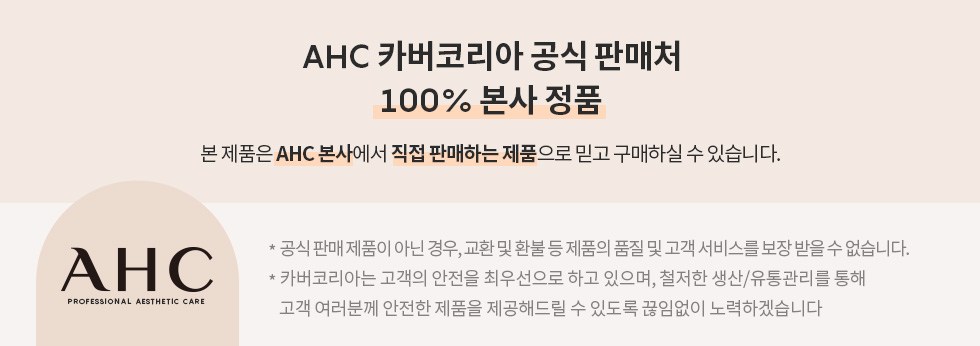 AHC 카버코리아 공식 판매처
100% 본사 정품
본 제품은 AHC 본사에서 직접 판매하는 제품으로 믿고 구매하실 수 있습니다.
AHC
PROFESSIONAL AESTHETIC CARE
* 공식 판매 제품이 아닌 경우, 교환 및 환불 등 제품의 품질 및 고객 서비스를 보장 받을 수 없습니다.
* 카버코리아는 고객의 안전을 최우선으로 하고 있으며, 철저한 생산/유통관리를 통해
고객 여러분께 안전한 제품을 제공해드릴 수 있도록 끊임없이 노력하겠습니다